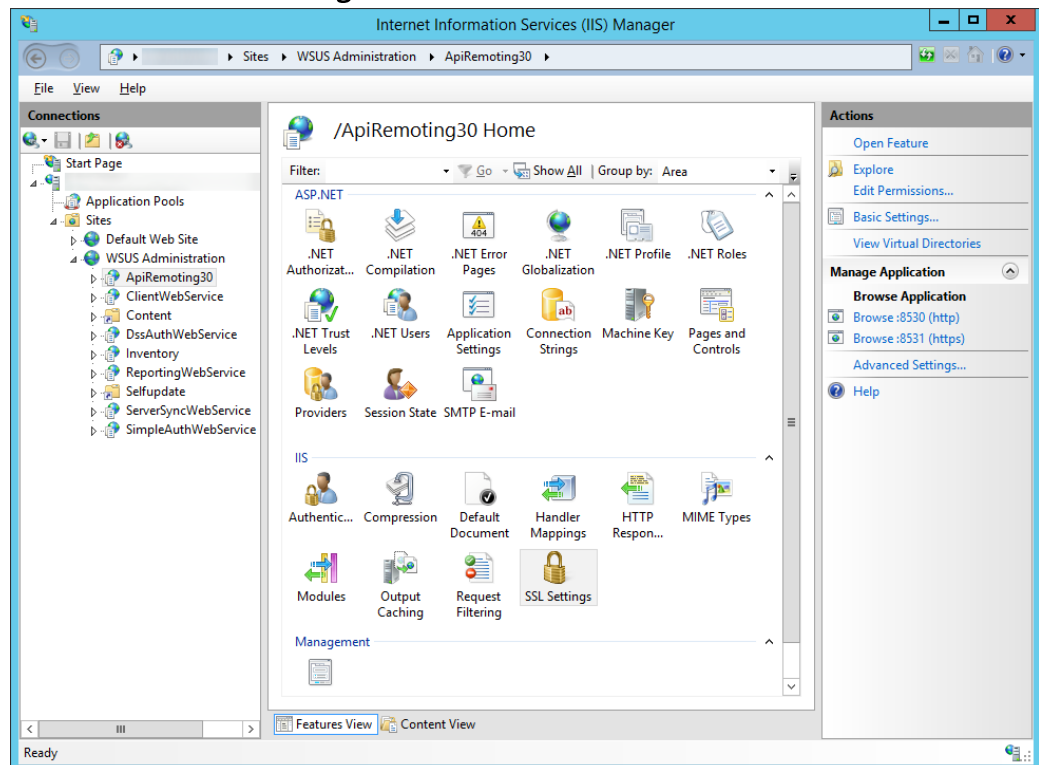 Internet Information Services (IIS) Manager
Sites WSUS Administration ApiRemoting30
File View Help
Connections
Start Page
Application Pools
Sites
Default Web Site
WSUS Administration
ApiRemoting30
ClientWebService
Content
DssAuthWebService
Inventory
ReportingWebService
Selfupdate
ServerSyncWebService
SimpleAuthWebService
/ApiRemoting30 Home
Filter: Go Show All Group by: Area
ASP.NET
.NET Authorizat...
.NET Compilation
.NET Error Pages
.NET Globalization
.NET Profile
.NET Roles
.NET Trust Levels
.NET Users
Application Settings
Connection Strings
Machine Key
Pages and Controls
Providers
Session State
SMTP E-mail
IIS
Authentic...
Compression
Default Document
Handler Mappings
HTTP Respon...
MIME Types
Modules
Output Caching
Request Filtering
SSL Settings
Management
Features View Content View
Actions
Open Feature
Explore
Edit Permissions...
Basic Settings...
View Virtual Directories
Manage Application
Browse Application
Browse :8530 (http)
Browse :8531 (https)
Advanced Settings...
Help
Ready